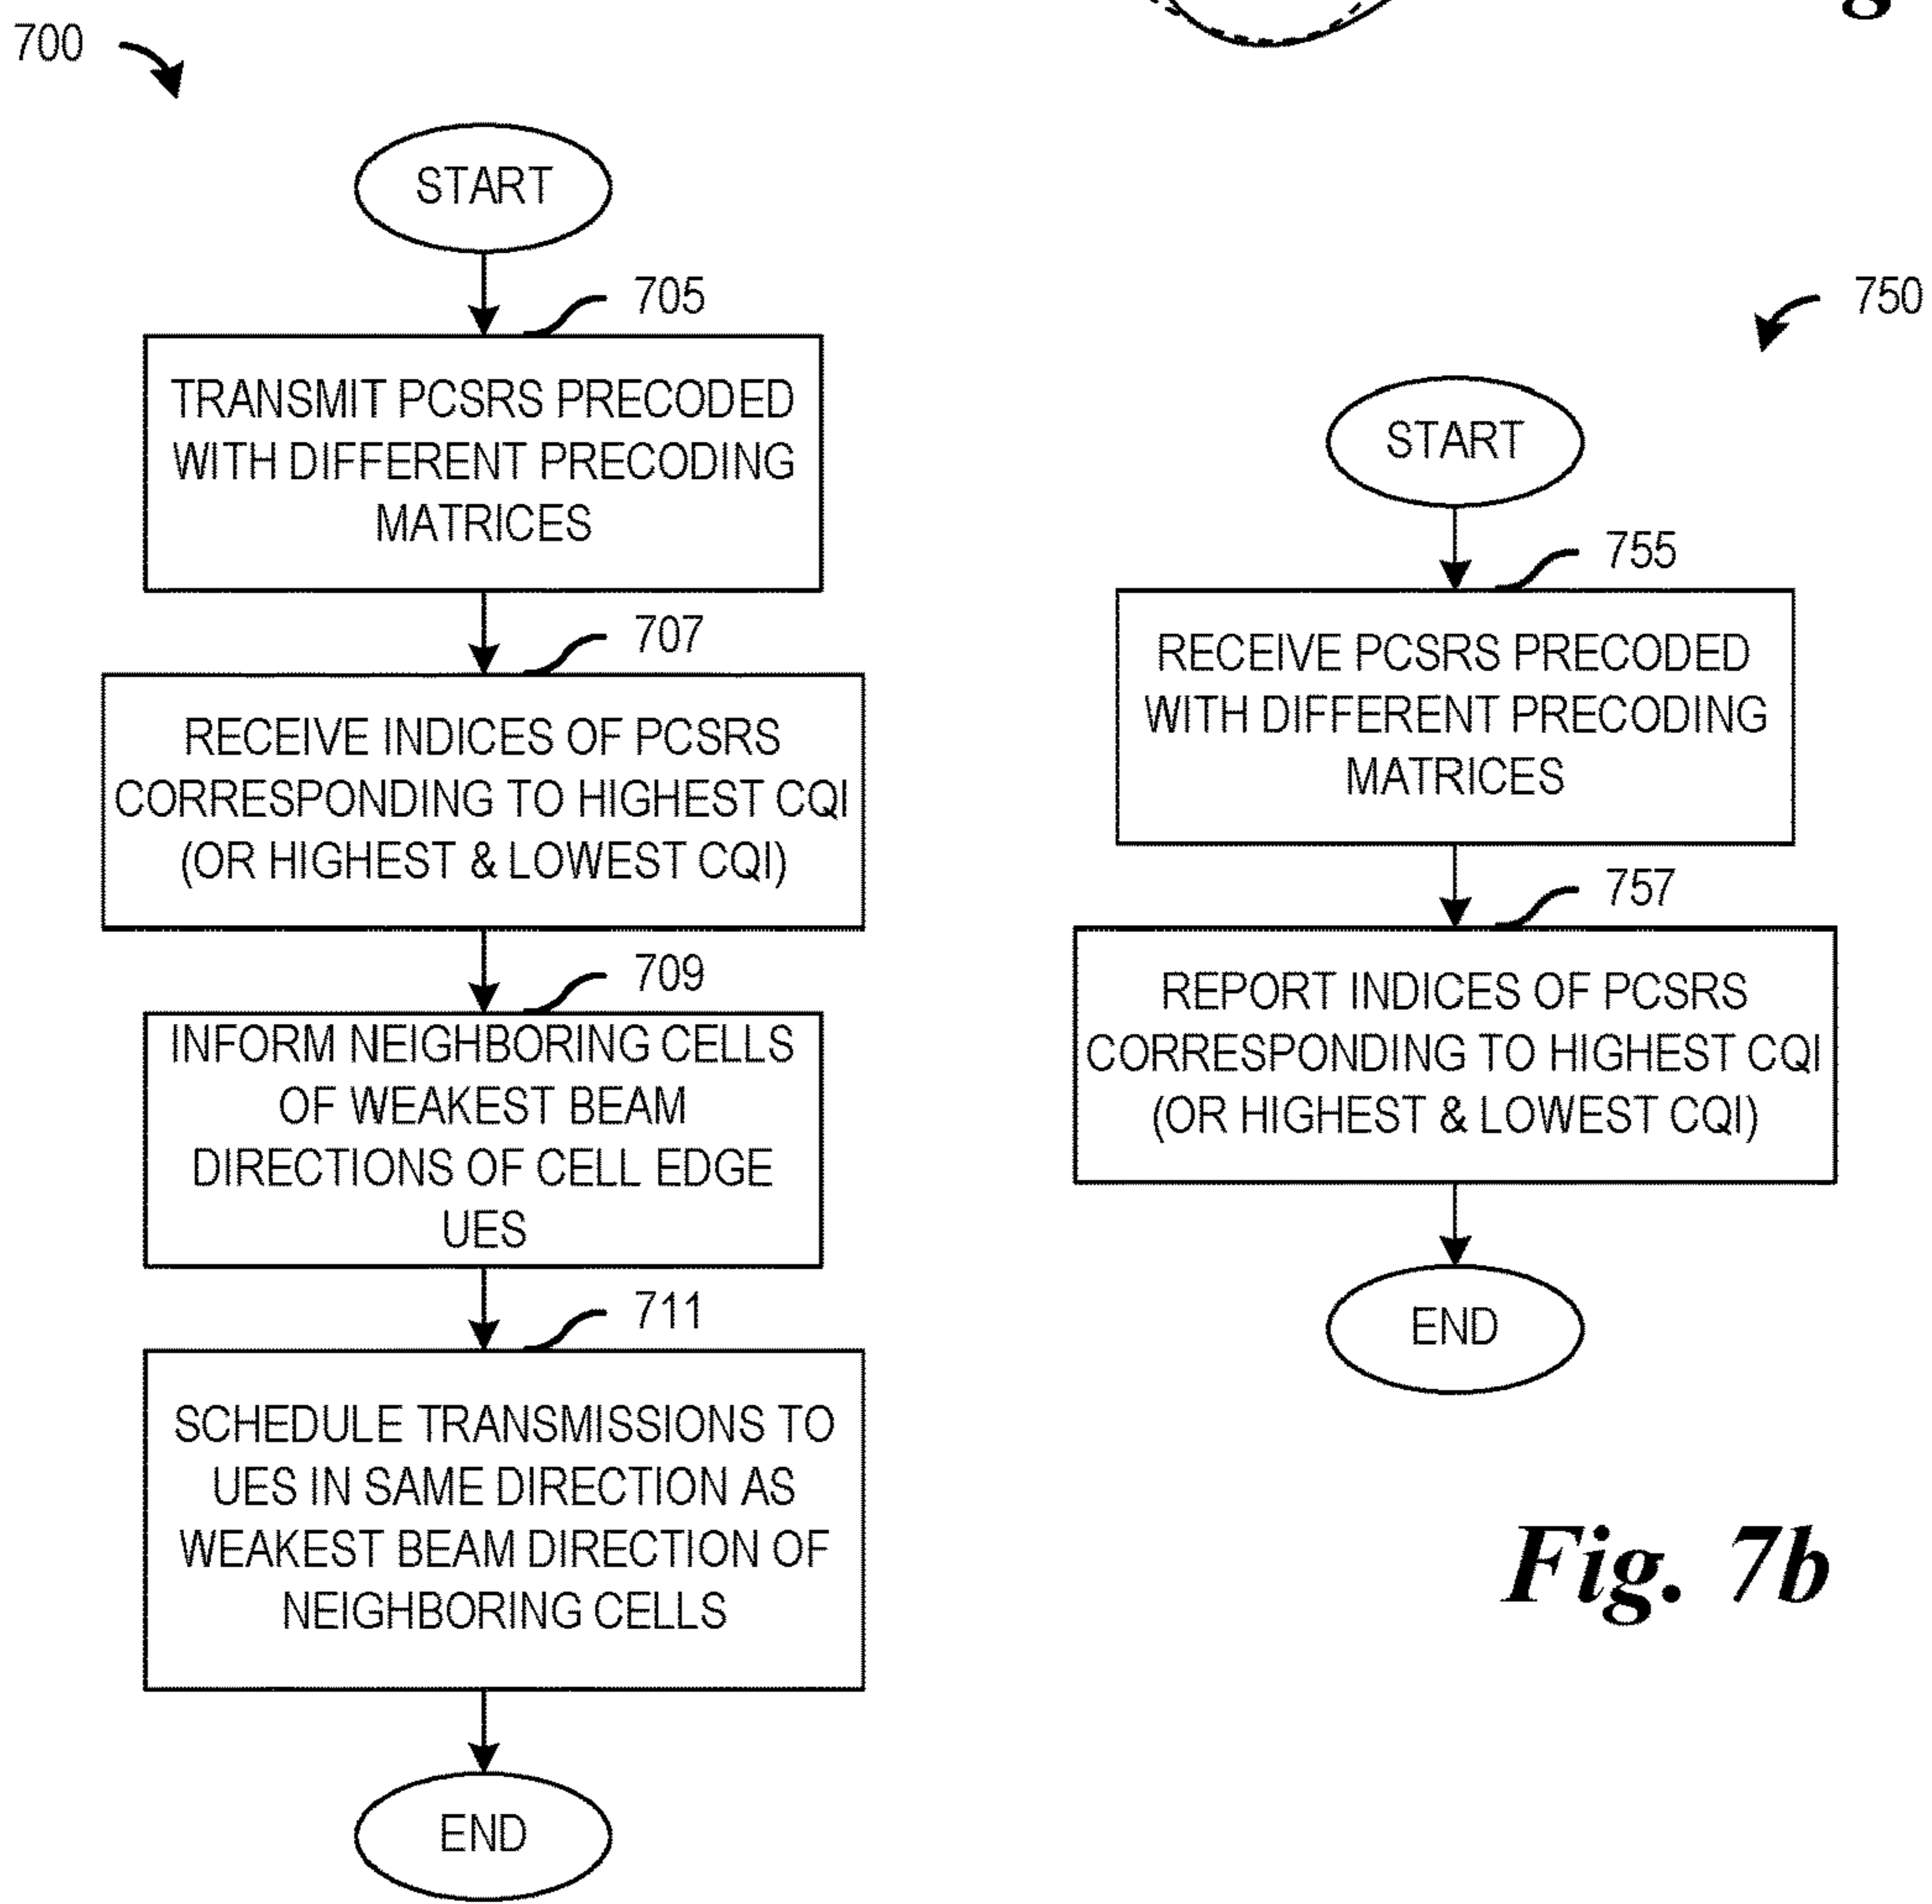 700
START
705
TRANSMIT PCSRS PRECODED
WITH DIFFERENT PRECODING
MATRICES
707
RECEIVE INDICES OF PCSRS
CORRESPONDING TO HIGHEST CQI
(OR HIGHEST & LOWEST CQI)
709
INFORM NEIGHBORING CELLS
OF WEAKEST BEAM
DIRECTIONS OF CELL EDGE
UES
711
SCHEDULE TRANSMISSIONS TO
UES IN SAME DIRECTION AS
WEAKEST BEAM DIRECTION OF
NEIGHBORING CELLS
END
750
START
755
RECEIVE PCSRS PRECODED
WITH DIFFERENT PRECODING
MATRICES
757
REPORT INDICES OF PCSRS
CORRESPONDING TO HIGHEST CQI
(OR HIGHEST & LOWEST CQI)
END
Fig. 7b